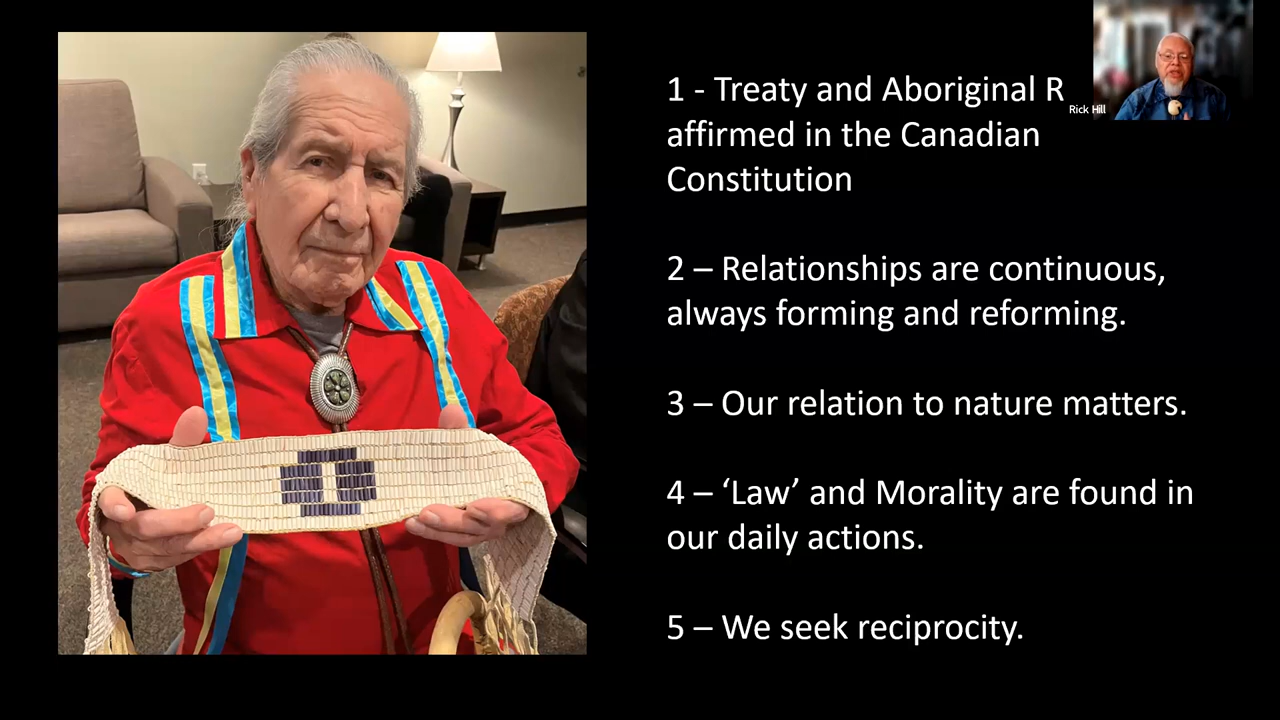 1 - Treaty and Aboriginal R
Rick Hill
affirmed in the Canadian
Constitution
2 – Relationships are continuous,
always forming and reforming.
3 – Our relation to nature matters.
4 – ‘Law’ and Morality are found in
our daily actions.
5 – We seek reciprocity.